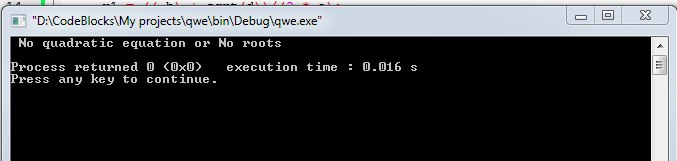 "D:\CodeBlocks\My projects\qwe\bin\Debug\qwe.exe"
No quadratic equation or No roots
Process returned 0 (0x0)   execution time : 0.016 s
Press any key to continue.